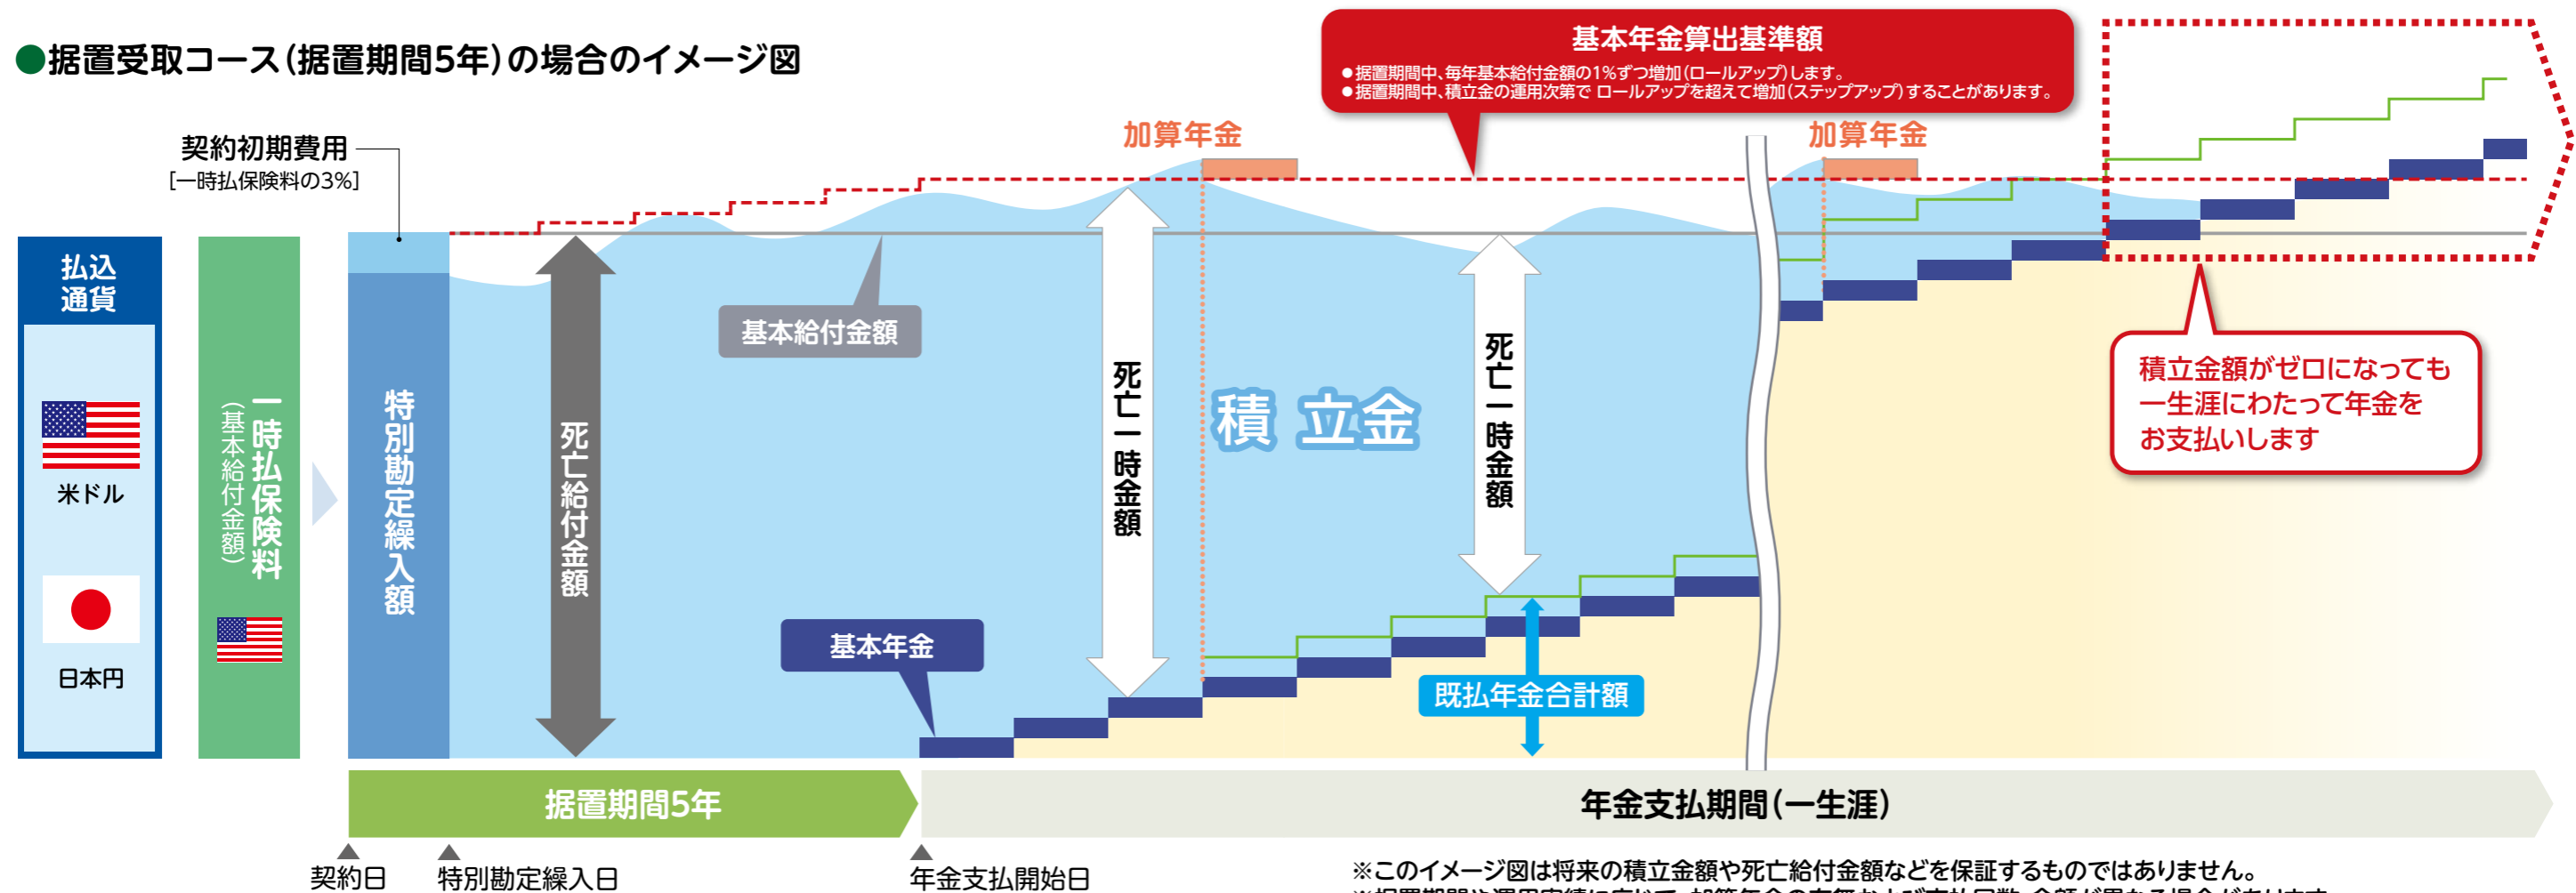 ●据置受取コース(据置期間5年)の場合のイメージ図
基本年金算出基準額
●据置期間中、毎年基本給付金額の1%ずつ増加(ロールアップ)します。
●据置期間中、積立金の運用次第で ロールアップを超えて増加(ステップアップ)することがあります。
契約初期費用
[一時払保険料の3%]
加算年金
加算年金
払込
通貨
米ドル
日本円
一時払保険料
(基本給付金額)
特別勘定繰入額
死亡給付金額
基本給付金額
基本年金
死亡一時金額
積立金
死亡一時金額
既払年金合計額
積立金額がゼロになっても
一生涯にわたって年金を
お支払いします
据置期間5年
年金支払期間(一生涯)
契約日
特別勘定繰入日
年金支払開始日
※このイメージ図は将来の積立金額や死亡給付金額などを保証するものではありません。